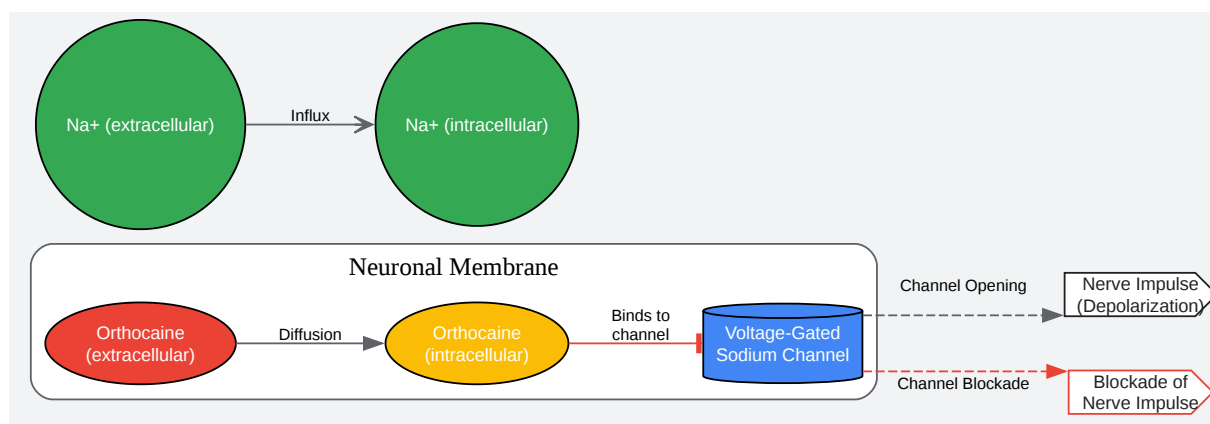 Na+ (extracellular)
Influx
Na+ (intracellular)
Neuronal Membrane
Orthocaine
(extracellular)
Diffusion
Orthocaine
(intracellular)
Binds to
channel
Voltage-Gated
Sodium Channel
Channel Opening
Nerve Impulse
(Depolarization)
Channel Blockade
Blockade of
Nerve Impulse